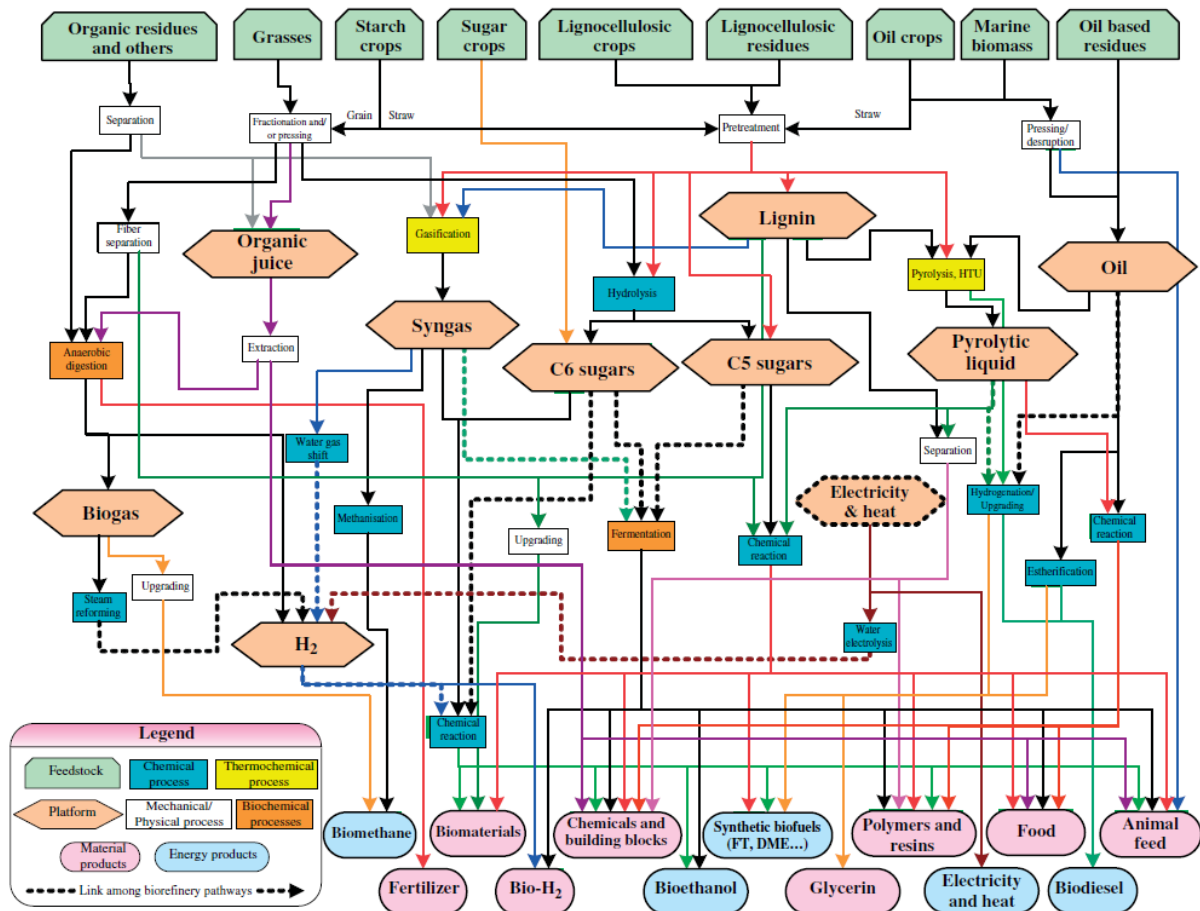 Organic residues
and others
Grasses
Starch
crops
Sugar
crops
Lignocellulosic
crops
Lignocellulosic
residues
Oil crops
Marine
biomass
Oil based
residues
Separation
Fractionation and/
or pressing
Grain
Straw
Pretreatment
Straw
Pressing/
desruption
Fiber
separation
Organic
juice
Gasification
Lignin
Pyrolysis, HTU
Oil
Hydrolysis
Syngas
Anaerobic
digestion
Extraction
C6 sugars
C5 sugars
Pyrolytic
liquid
Water gas
shift
Separation
Biogas
Methanisation
Upgrading
Fermentation
Chemical
reaction
Electricity
& heat
Hydrogenation/
Upgrading
Chemical
reaction
Estherification
Steam
reforming
Upgrading
H2
Water
electrolysis
Chemical
reaction
Legend
Feedstock
Chemical
process
Thermochemical
process
Platform
Mechanical/
Physical process
Biochemical
processes
Material
products
Energy products
Link among biorefinery pathways
Biomethane
Biomaterials
Chemicals and
building blocks
Synthetic biofuels
(FT, DME...)
Polymers and
resins
Food
Animal
feed
Fertilizer
Bio-H2
Bioethanol
Glycerin
Electricity
and heat
Biodiesel